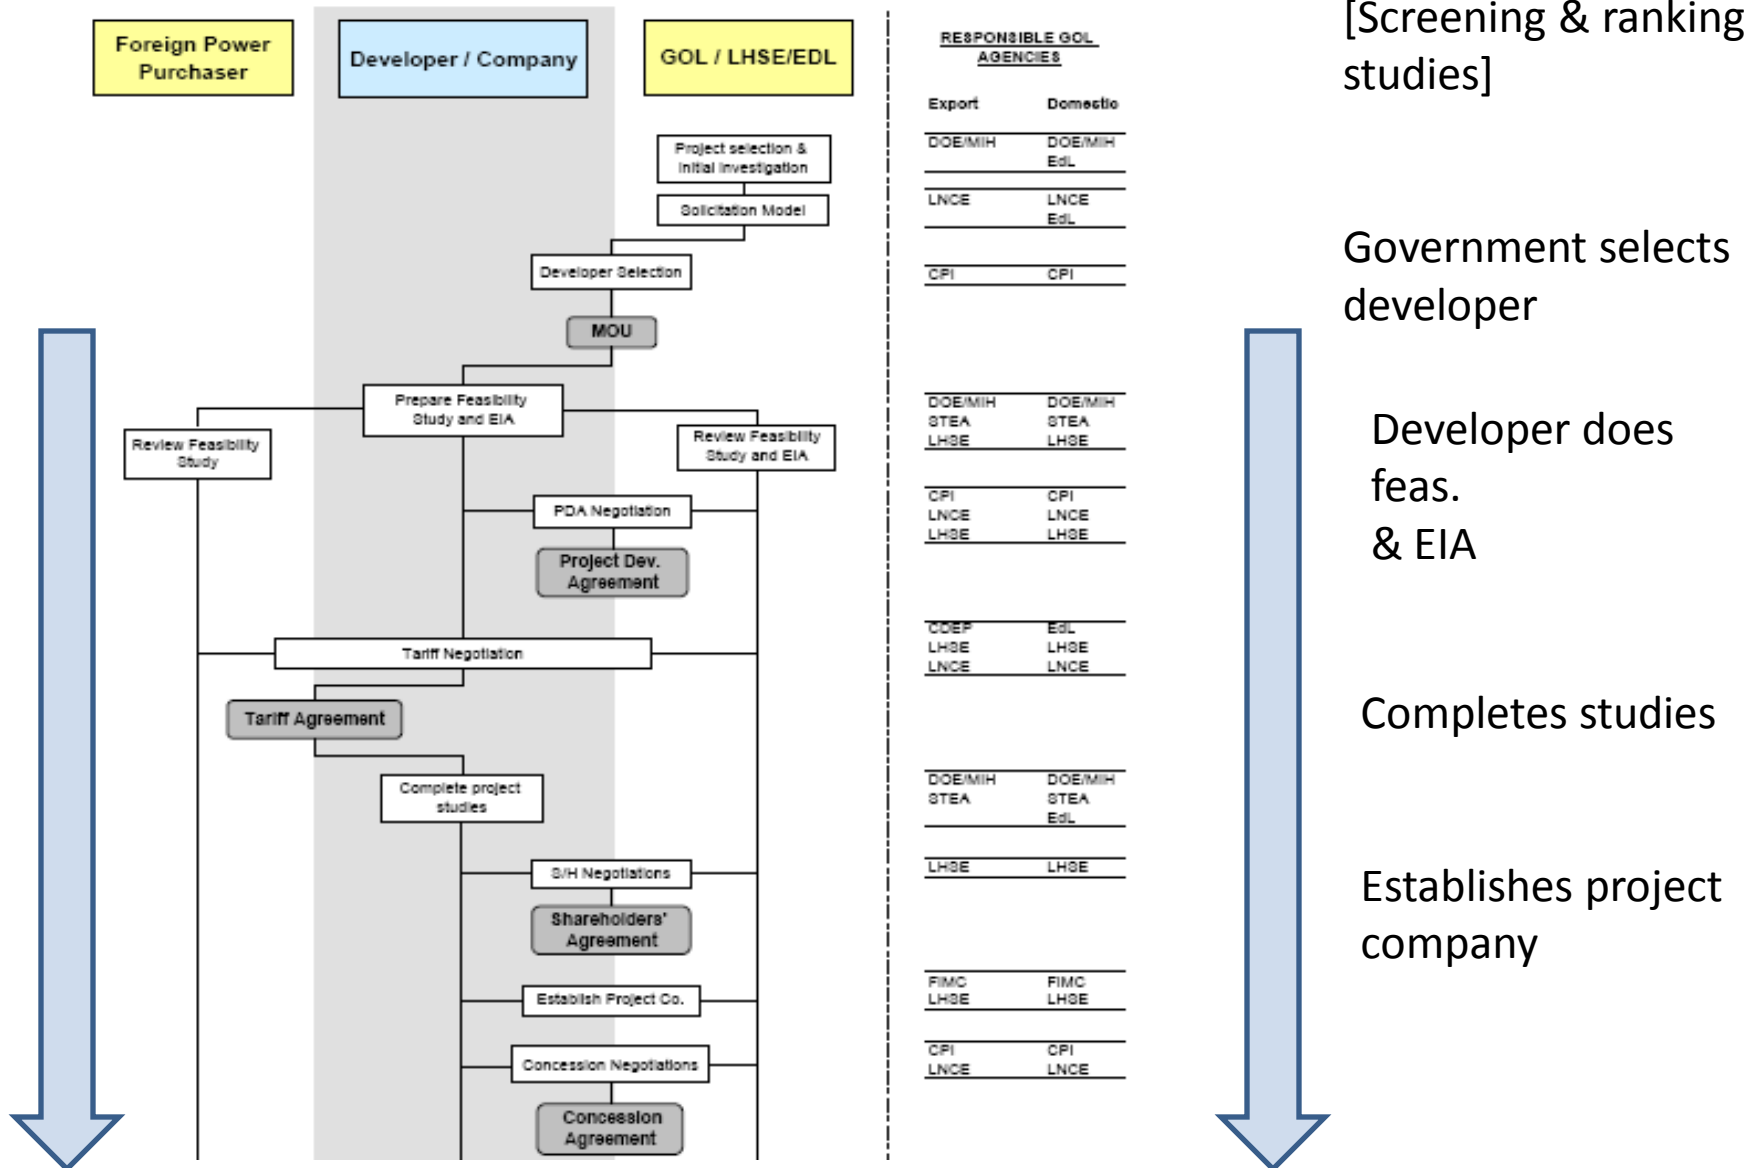 [Screening & ranking
studies]
Foreign Power
Purchaser
Developer / Company
GOL / LHSE/EDL
RESPONSIBLE GOL
AGENCIES
Export Domestic
Project selection &
Initial Investigation
DOE/MIH DOE/MIH
EdL
Solicitation Model
LNCE LNCE
EdL
Government selects
developer
Developer Selection
CPI CPI
MOU
Prepare Feasibility
Study and EIA
Review Feasibility
Study
Review Feasibility
Study and EIA
DOE/MIH DOE/MIH
STEA STEA
LHSE LHSE
Developer does
feas.
& EIA
PDA Negotiation
CPI CPI
LNCE LNCE
LHSE LHSE
Project Dev.
Agreement
Tariff Negotiation
CDEP EdL
LHSE LHSE
LNCE LNCE
Tariff Agreement
Completes studies
Complete project
studies
DOE/MIH DOE/MIH
STEA STEA
EdL
S/H Negotiations
LHSE LHSE
Establishes project
company
Shareholders'
Agreement
Establish Project Co.
FIMC FIMC
LHSE LHSE
Concession Negotiations
CPI CPI
LNCE LNCE
Concession
Agreement